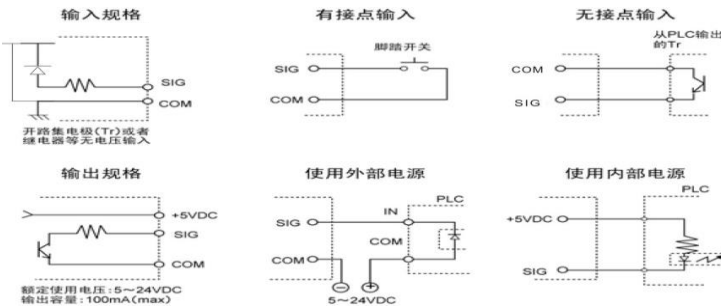 输入规格
有接点输入
无接点输入
SIG
COM
开路集电极(Tr)或者
继电器等无电压输入
脚踏开关
SIG
COM
从PLC输出
的Tr
COM
SIG
输出规格
使用外部电源
使用内部电源
+5VDC
SIG
COM
额定使用电压:5～24VDC
输出容量:100mA(max)
PLC
IN
SIG
COM
COM
5～24VDC
PLC
+5VDC
SIG